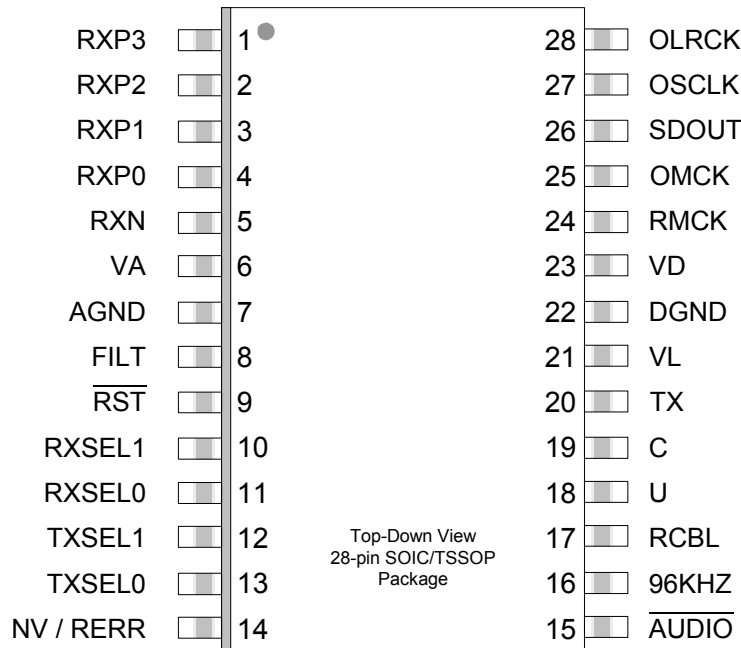 RXP3 1 28 OLRCK
RXP2 2 27 OSCLK
RXP1 3 26 SDOUT
RXP0 4 25 OMCK
RXN 5 24 RMCK
VA 6 23 VD
AGND 7 22 DGND
FILT 8 21 VL
RST 9 20 TX
RXSEL1 10 19 C
RXSEL0 11 18 U
TXSEL1 12 17 RCBL
TXSEL0 13 16 96KHZ
NV / RERR 14 15 AUDIO
Top-Down View
28-pin SOIC/TSSOP
Package